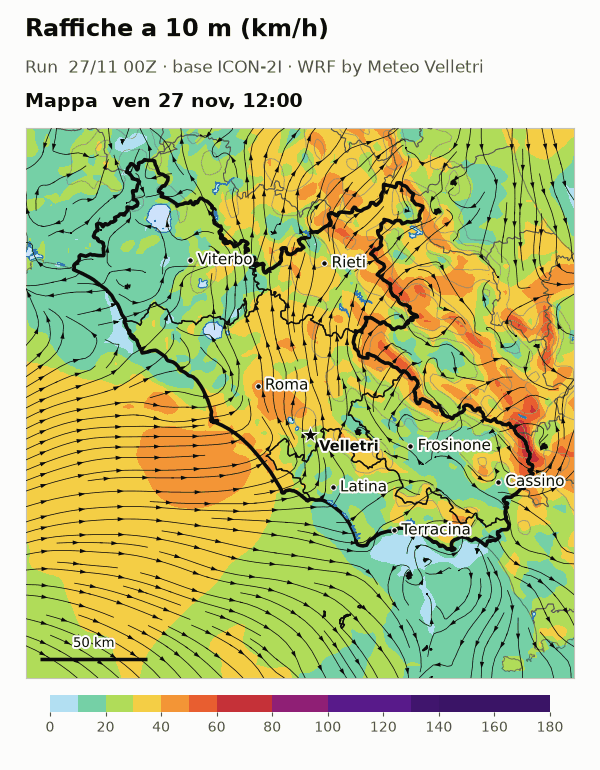 Raffiche a 10 m (km/h)
Run 27/11 00Z · base ICON-2I · WRF by Meteo Velletri
Mappa ven 27 nov, 12:00
Viterbo
Rieti
Roma
Velletri
Frosinone
Cassino
Latina
Terracina
50 km
0 20 40 60 80 100 120 140 160 180